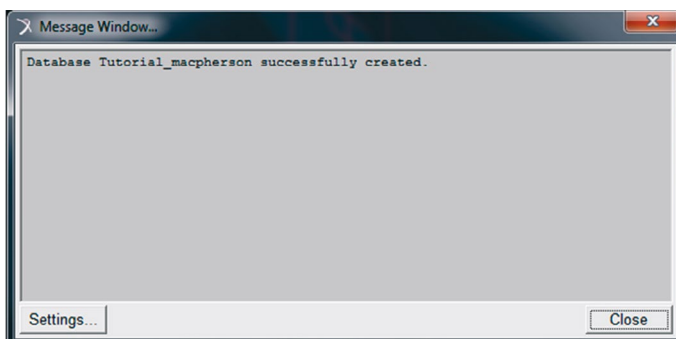 Message Window...
Database Tutorial_macpherson successfully created.
Settings...
Close